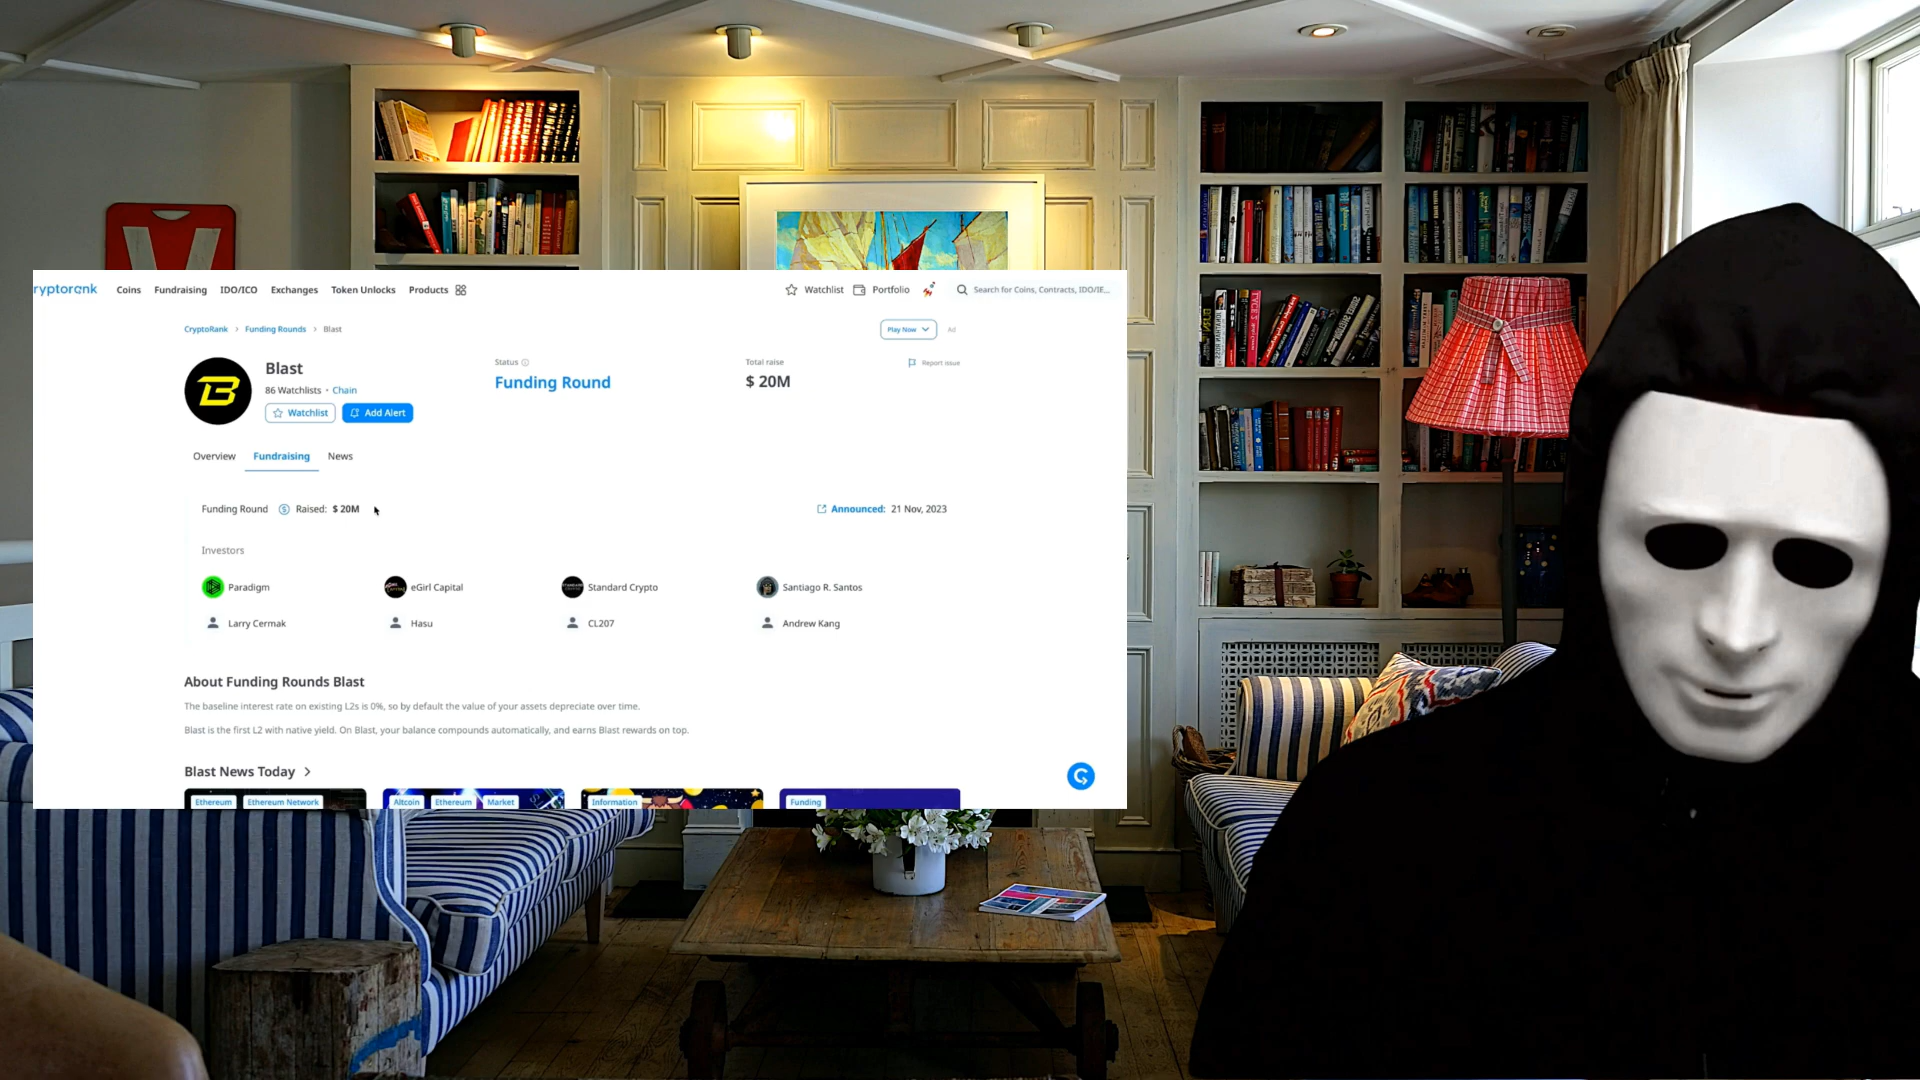 ryptorank Coins Fundraising IDO/ICO Exchanges Token Unlocks Products Watchlist Portfolio Search for Coins, Contracts, IDO/IE...
CryptoRank > Funding Rounds > Blast Play Now Ad
Blast
86 Watchlists • Chain
Watchlist Add Alert
Status
Funding Round
Total raise
$ 20M
Report issue
Overview Fundraising News
Funding Round Raised: $ 20M Announced: 21 Nov, 2023
Investors
Paradigm eGirl Capital Standard Crypto Santiago R. Santos
Larry Cermak Hasu CL207 Andrew Kang
About Funding Rounds Blast
The baseline interest rate on existing L2s is 0%, so by default the value of your assets depreciate over time.
Blast is the first L2 with native yield. On Blast, your balance compounds automatically, and earns Blast rewards on top.
Blast News Today >
Ethereum Ethereum Network Altcoin Ethereum Market Information Funding